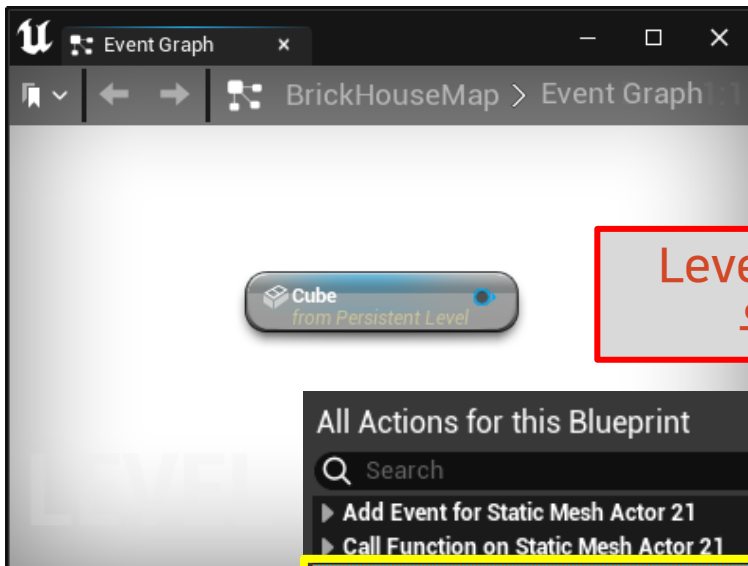 Event Graph
BrickHouseMap > Event Graph
Cube
from Persistent Level
LEVEL
All Actions for this Blueprint
Search
Add Event for Static Mesh Actor 21
Call Function on Static Mesh Actor 21